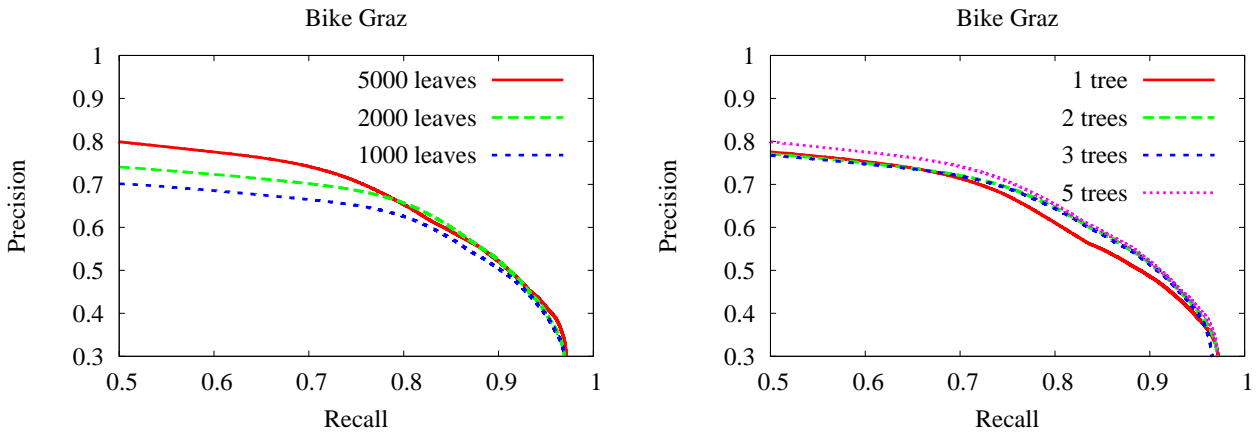 Bike Graz
1
0.9
0.8
0.7
0.6
0.5
0.4
0.3
Precision
5000 leaves
2000 leaves
1000 leaves
0.5 0.6 0.7 0.8 0.9 1
Recall
Bike Graz
1
0.9
0.8
0.7
0.6
0.5
0.4
0.3
Precision
1 tree
2 trees
3 trees
5 trees
0.5 0.6 0.7 0.8 0.9 1
Recall